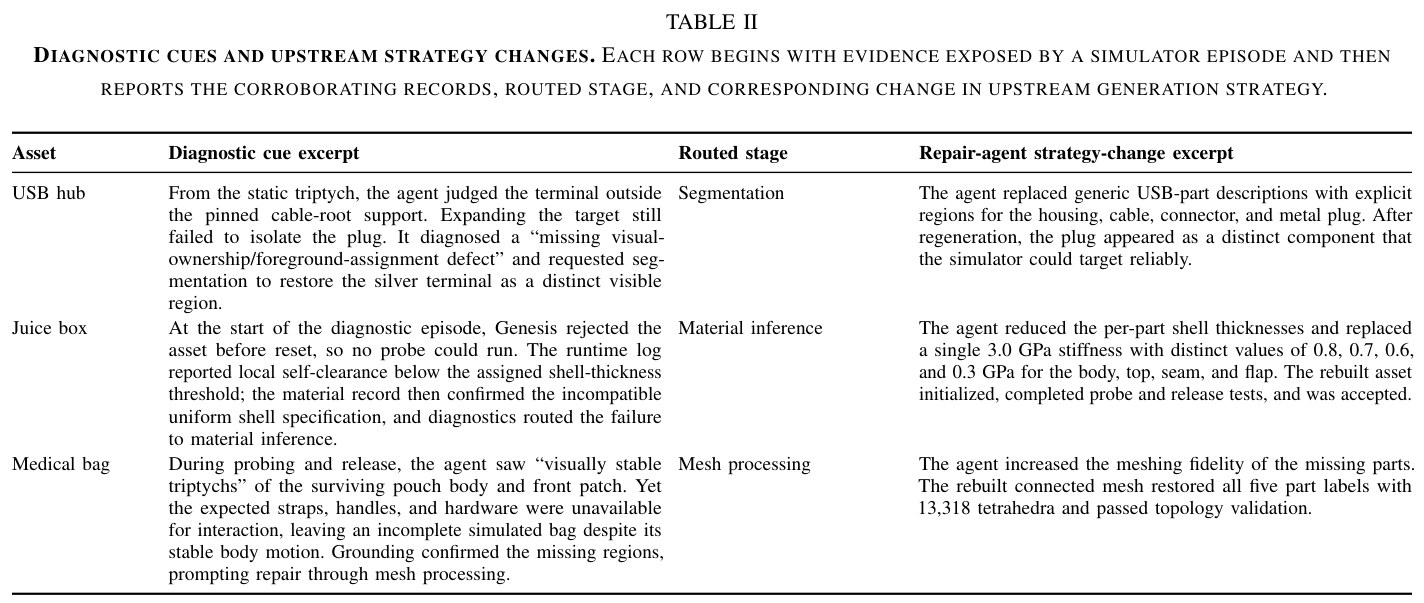 TABLE II
DIAGNOSTIC CUES AND UPSTREAM STRATEGY CHANGES. EACH ROW BEGINS WITH EVIDENCE EXPOSED BY A SIMULATOR EPISODE AND THEN
REPORTS THE CORROBORATING RECORDS, ROUTED STAGE, AND CORRESPONDING CHANGE IN UPSTREAM GENERATION STRATEGY.
Asset Diagnostic cue excerpt Routed stage Repair-agent strategy-change excerpt
USB hub
From the static triptych, the agent judged the terminal outside
the pinned cable-root support. Expanding the target still
failed to isolate the plug. It diagnosed a “missing visual-
ownership/foreground-assignment defect” and requested seg-
mentation to restore the silver terminal as a distinct visible
region.
Segmentation
The agent replaced generic USB-part descriptions with explicit
regions for the housing, cable, connector, and metal plug. After
regeneration, the plug appeared as a distinct component that
the simulator could target reliably.
Juice box
At the start of the diagnostic episode, Genesis rejected the
asset before reset, so no probe could run. The runtime log
reported local self-clearance below the assigned shell-thickness
threshold; the material record then confirmed the incompatible
uniform shell specification, and diagnostics routed the failure
to material inference.
Material inference
The agent reduced the per-part shell thicknesses and replaced
a single 3.0 GPa stiffness with distinct values of 0.8, 0.7, 0.6,
and 0.3 GPa for the body, top, seam, and flap. The rebuilt asset
initialized, completed probe and release tests, and was accepted.
Medical bag
During probing and release, the agent saw “visually stable
triptychs” of the surviving pouch body and front patch. Yet
the expected straps, handles, and hardware were unavailable
for interaction, leaving an incomplete simulated bag despite its
stable body motion. Grounding confirmed the missing regions,
prompting repair through mesh processing.
Mesh processing
The agent increased the meshing fidelity of the missing parts.
The rebuilt connected mesh restored all five part labels with
13,318 tetrahedra and passed topology validation.